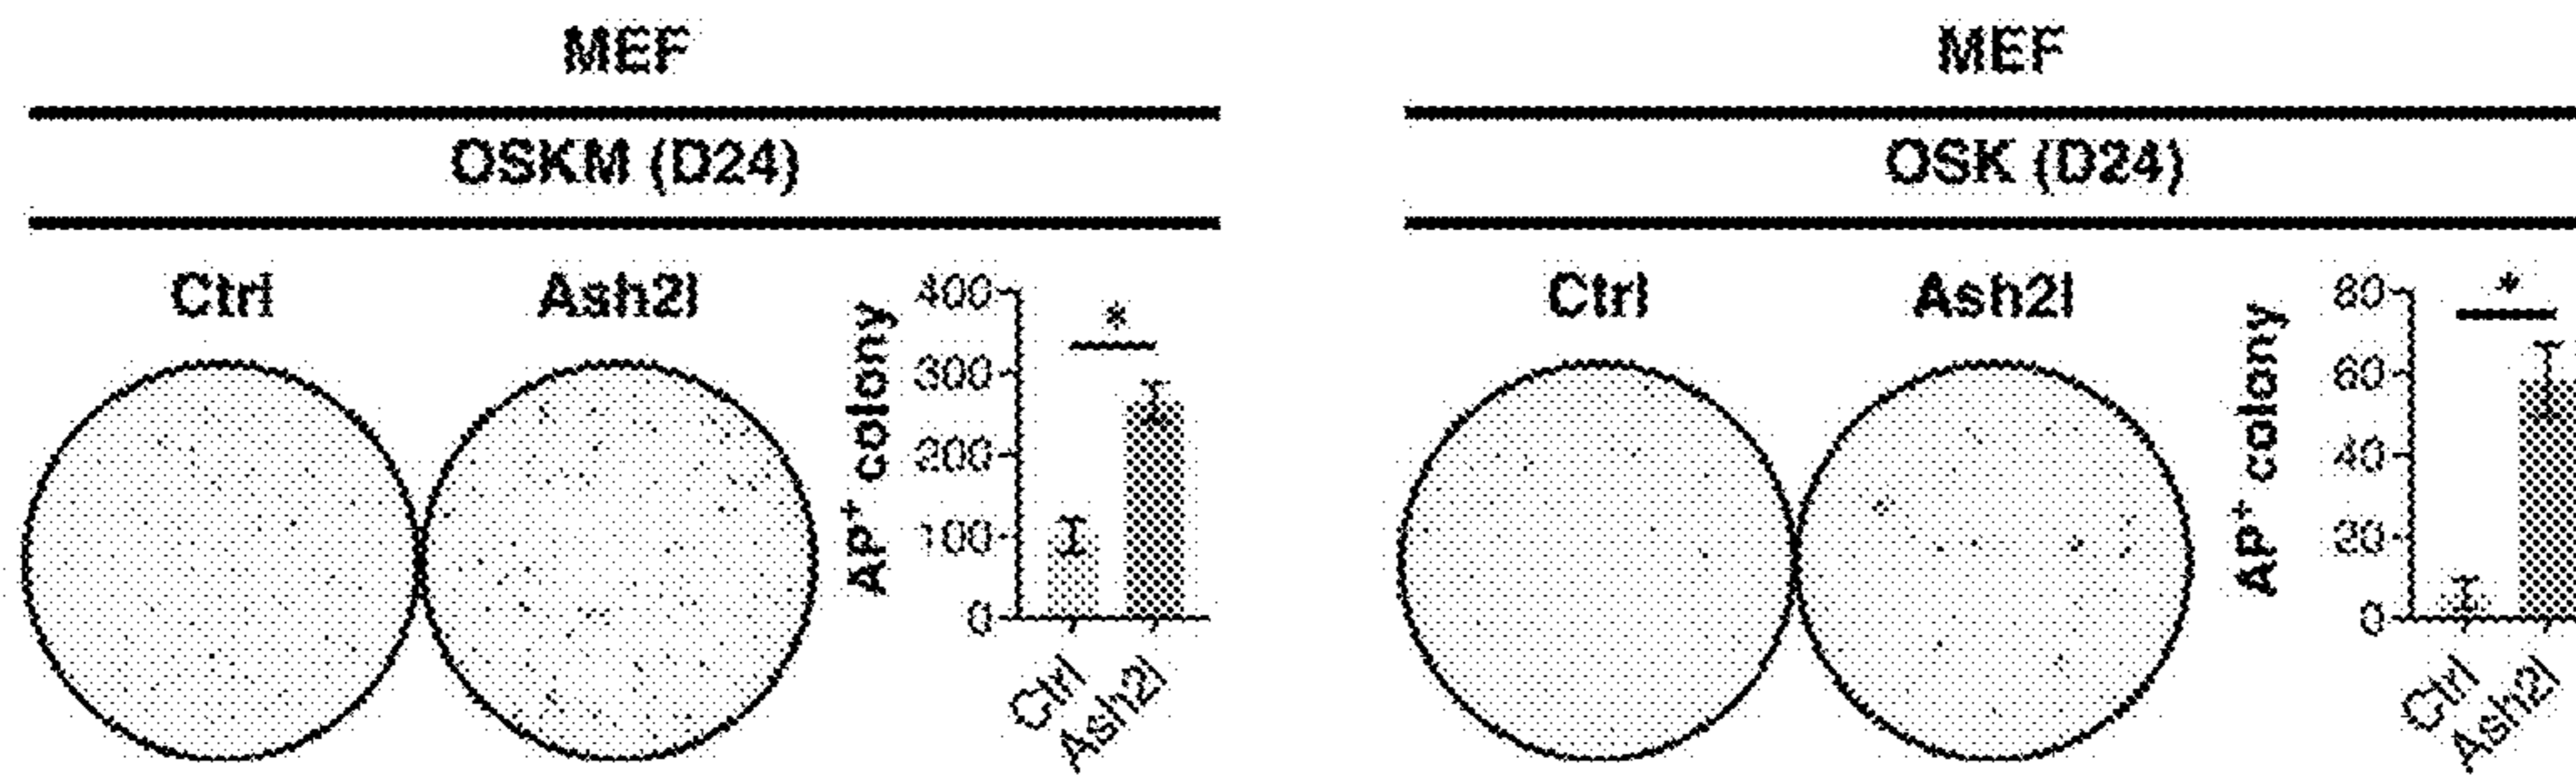 MEF
OSKM (D24)
Ctrl
Ash2l
AP+ colony
400
300
200
100
0
*
Ctrl
Ash2l
MEF
OSK (D24)
Ctrl
Ash2l
AP+ colony
80
60
40
20
0
*
Ctrl
Ash2l